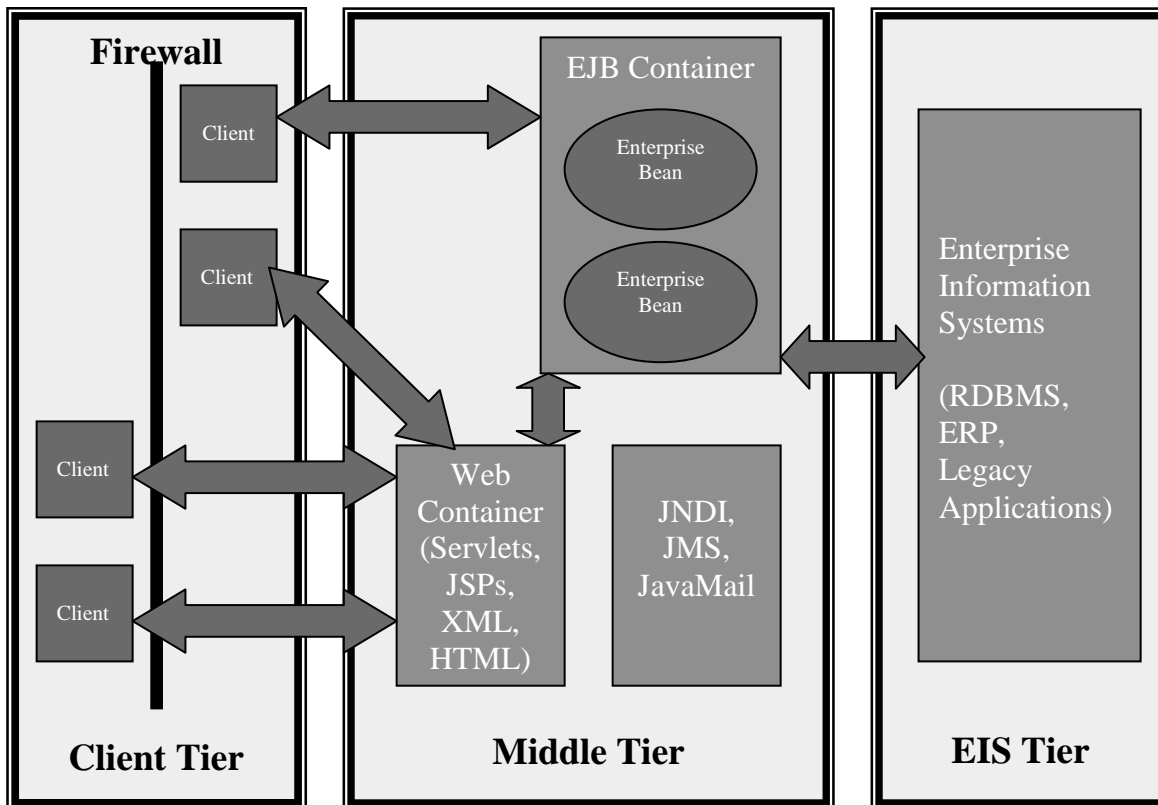 Firewall
Client
Client
Client
Client
Client Tier
EJB Container
Enterprise
Bean
Enterprise
Bean
Web
Container
(Servlets,
JSPs,
XML,
HTML)
JNDI,
JMS,
JavaMail
Middle Tier
Enterprise
Information
Systems
(RDBMS,
ERP,
Legacy
Applications)
EIS Tier